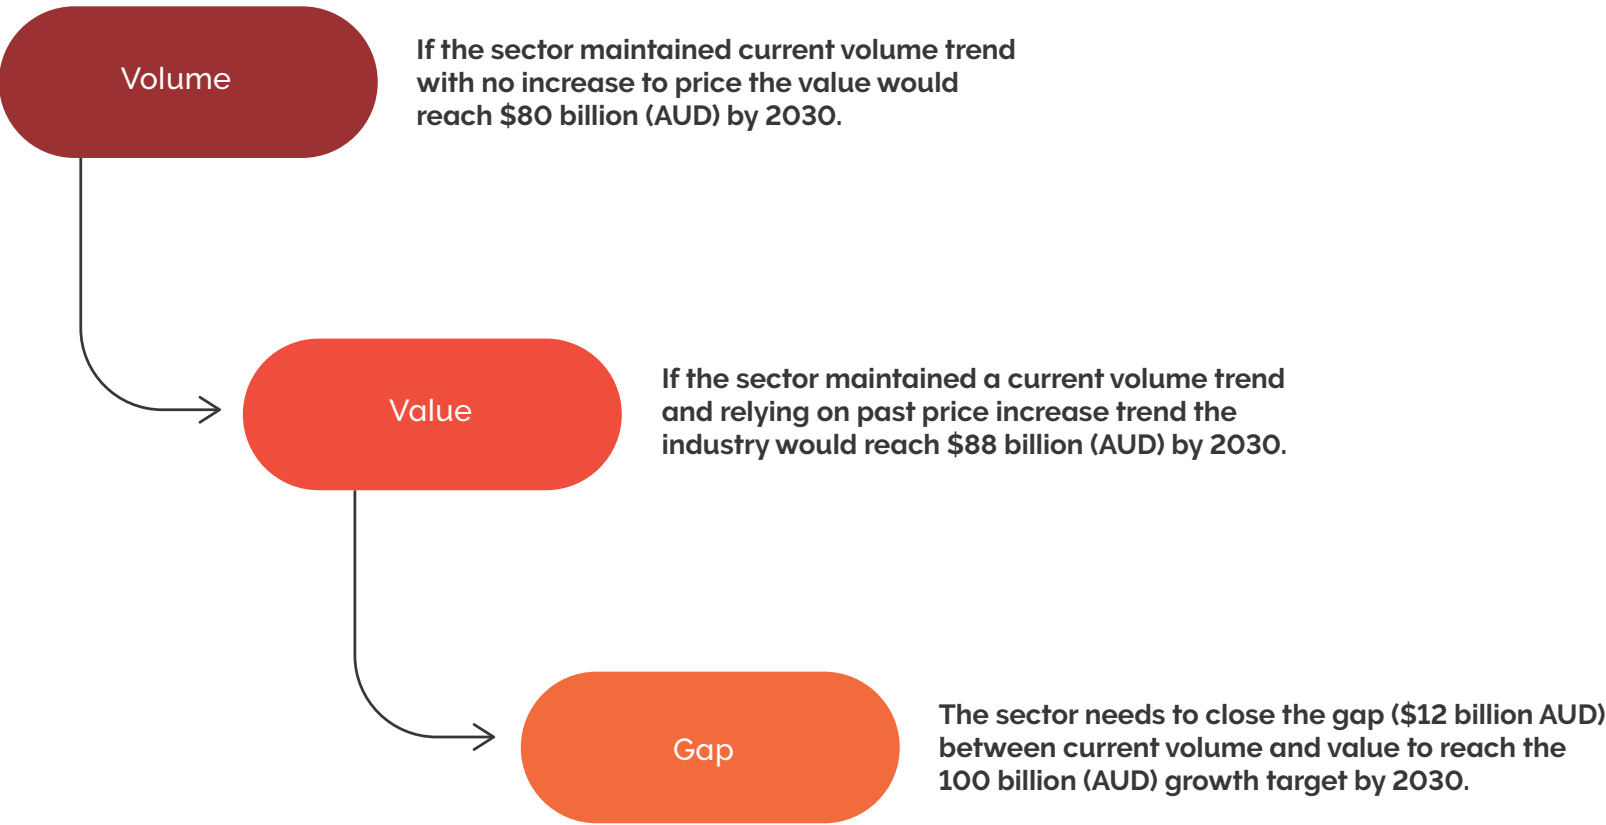 Volume
If the sector maintained current volume trend
with no increase to price the value would
reach $80 billion (AUD) by 2030.
Value
If the sector maintained a current volume trend
and relying on past price increase trend the
industry would reach $88 billion (AUD) by 2030.
Gap
The sector needs to close the gap ($12 billion AUD)
between current volume and value to reach the
100 billion (AUD) growth target by 2030.